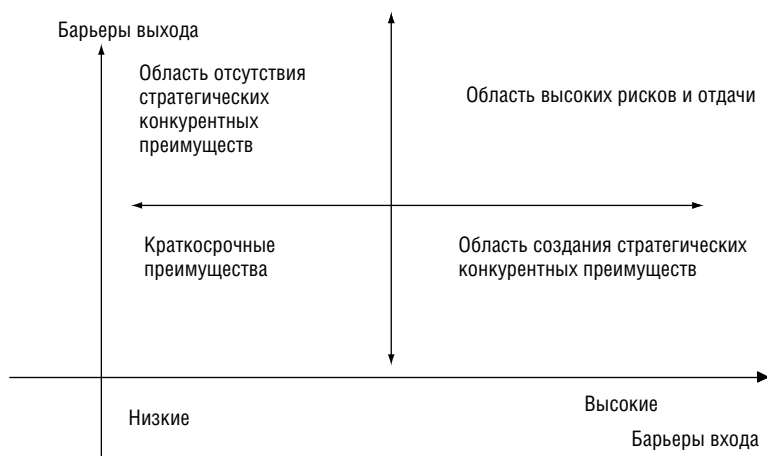 Барьеры выхода
Область отсутствия
стратегических
конкурентных
преимуществ
Область высоких рисков и отдачи
Краткосрочные
преимущества
Область создания стратегических
конкурентных преимуществ
Низкие
Высокие
Барьеры входа